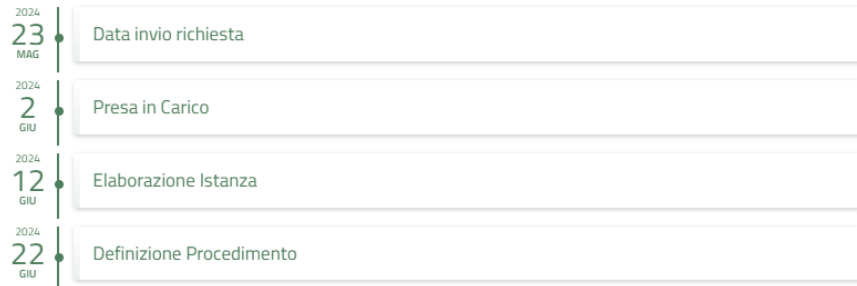 2024
23
MAG
Data invio richiesta
2024
2
GIU
Presa in Carico
2024
12
GIU
Elaborazione Istanza
2024
22
GIU
Definizione Procedimento